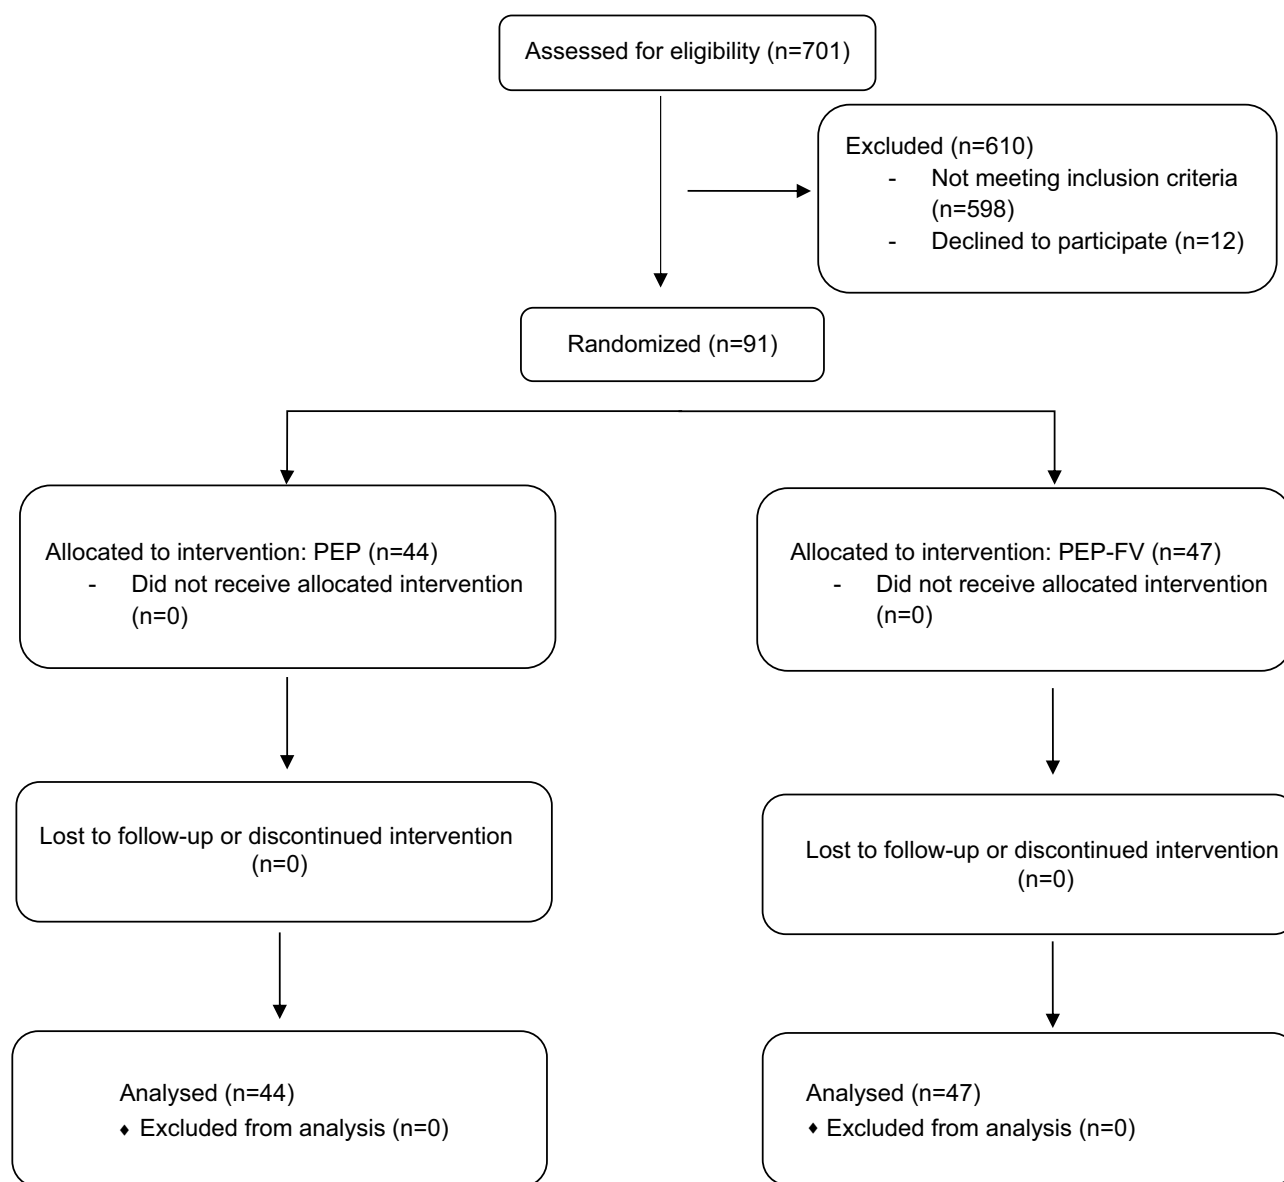 Assessed for eligibility (n=701)
Excluded (n=610)
- Not meeting inclusion criteria
(n=598)
- Declined to participate (n=12)
Randomized (n=91)
Allocated to intervention: PEP (n=44)
- Did not receive allocated intervention
(n=0)
Allocated to intervention: PEP-FV (n=47)
- Did not receive allocated intervention
(n=0)
Lost to follow-up or discontinued intervention
(n=0)
Lost to follow-up or discontinued intervention
(n=0)
Analysed (n=44)
♦ Excluded from analysis (n=0)
Analysed (n=47)
♦ Excluded from analysis (n=0)